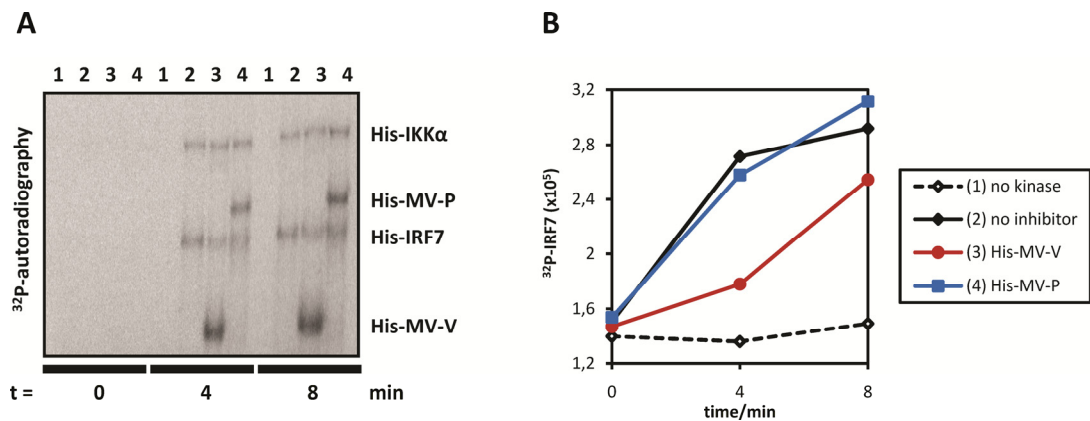 A
1 2 3 4 1 2 3 4 1 2 3 4
³²P-autoradiography
His-IKKα
His-MV-P
His-IRF7
His-MV-V
t = 0 4 8 min
B
³²P-IRF7 (x10⁵)
3,2
2,8
2,4
2
1,6
1,2
0 4 8
time/min
(1) no kinase
(2) no inhibitor
(3) His-MV-V
(4) His-MV-P